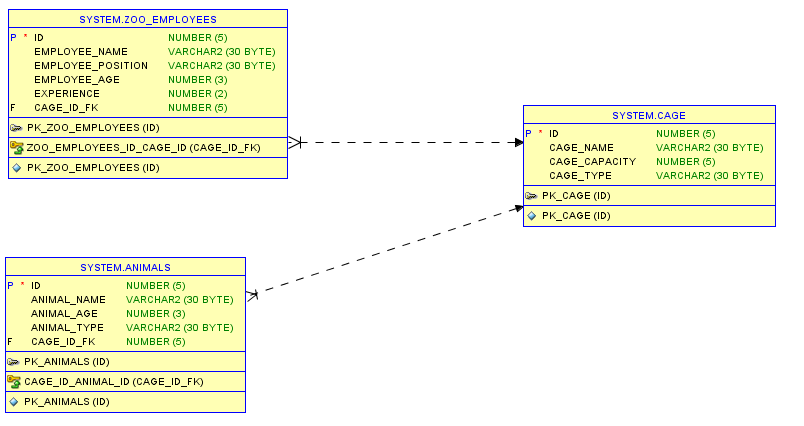 SYSTEM.ZOO_EMPLOYEES
P * ID NUMBER (5)
EMPLOYEE_NAME VARCHAR2 (30 BYTE)
EMPLOYEE_POSITION VARCHAR2 (30 BYTE)
EMPLOYEE_AGE NUMBER (3)
EXPERIENCE NUMBER (2)
F CAGE_ID_FK NUMBER (5)
PK_ZOO_EMPLOYEES (ID)
ZOO_EMPLOYEES_ID_CAGE_ID (CAGE_ID_FK)
PK_ZOO_EMPLOYEES (ID)
SYSTEM.CAGE
P * ID NUMBER (5)
CAGE_NAME VARCHAR2 (30 BYTE)
CAGE_CAPACITY NUMBER (5)
CAGE_TYPE VARCHAR2 (30 BYTE)
PK_CAGE (ID)
PK_CAGE (ID)
SYSTEM.ANIMALS
P * ID NUMBER (5)
ANIMAL_NAME VARCHAR2 (30 BYTE)
ANIMAL_AGE NUMBER (3)
ANIMAL_TYPE VARCHAR2 (30 BYTE)
F CAGE_ID_FK NUMBER (5)
PK_ANIMALS (ID)
CAGE_ID_ANIMAL_ID (CAGE_ID_FK)
PK_ANIMALS (ID)